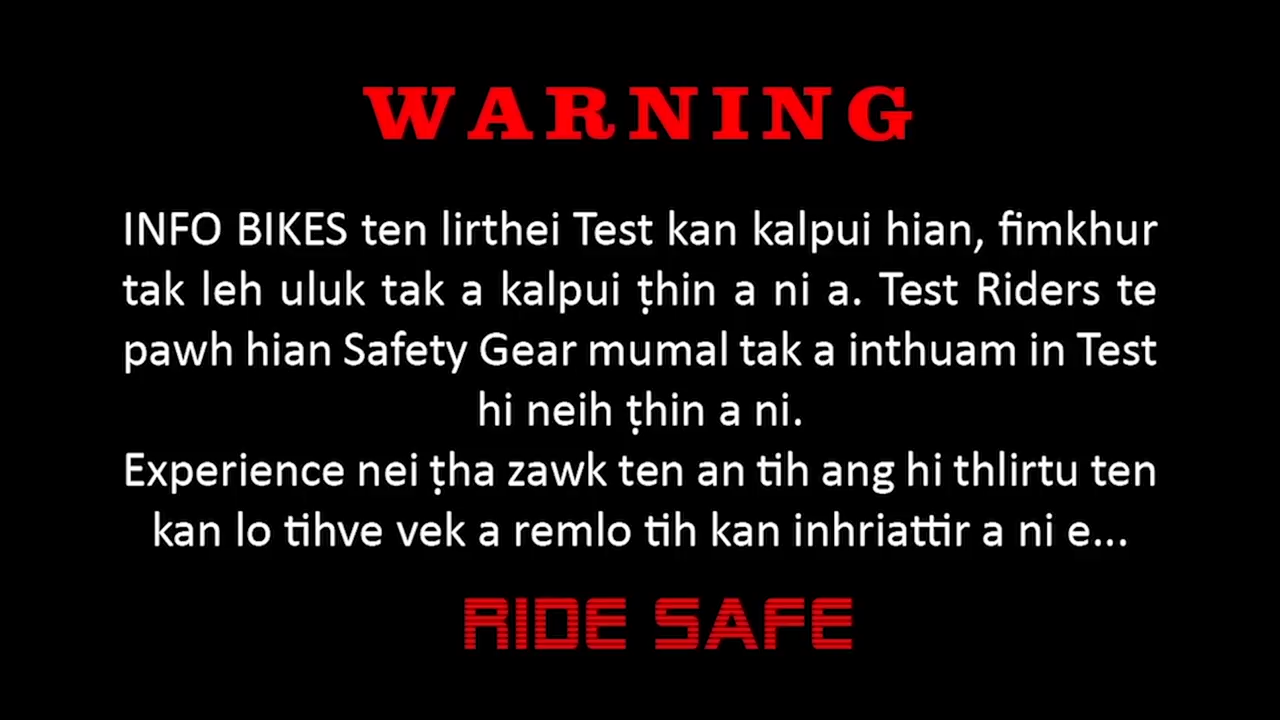 WARNING
INFO BIKES ten lirthei Test kan kalpui hian, fimkhur
tak leh uluk tak a kalpui ṭhin a ni a. Test Riders te
pawh hian Safety Gear mumal tak a inthuam in Test
hi neih ṭhin a ni.
Experience nei ṭha zawk ten an tih ang hi thlirtu ten
kan lo tihve vek a remlo tih kan inhriattir a ni e...
RIDE SAFE